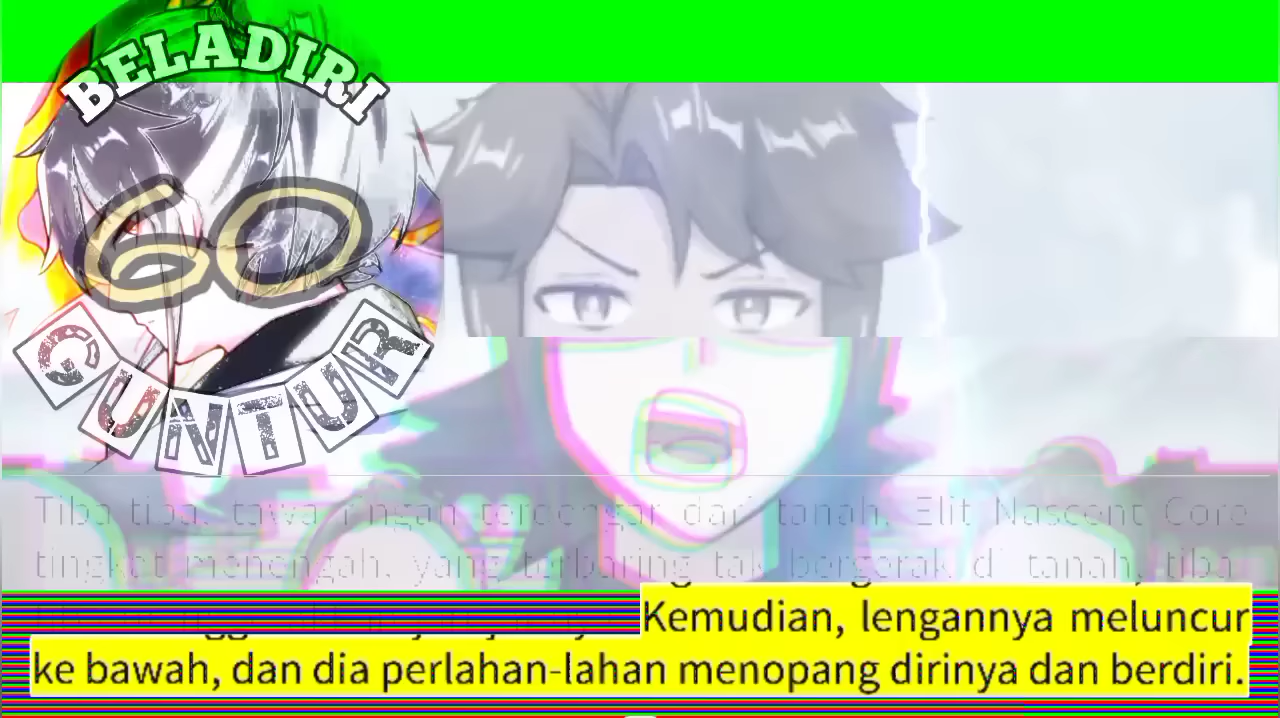 BELADIRI
60
GUNTUR
Tiba tiba, tawa ringan terdengar dari tanah. Elit Nascent Core
tingkat menengah, yang terbaring tak bergerak di tanah, tiba
Kemudian, lengannya meluncur
ke bawah, dan dia perlahan-lahan menopang dirinya dan berdiri.